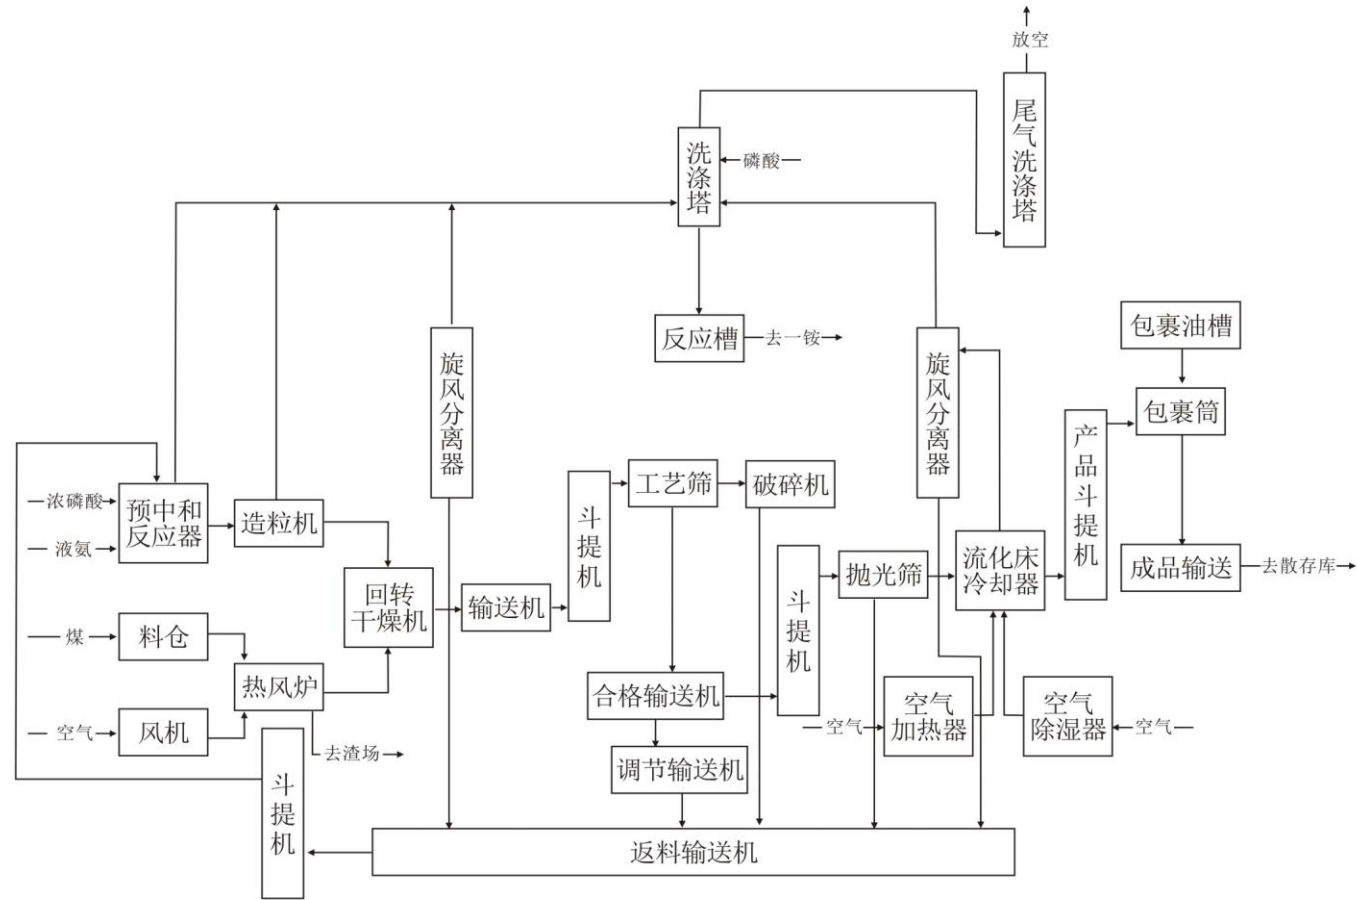 放空
尾气洗涤塔
洗涤塔
磷酸
包裹油槽
反应槽
去一铵
旋风分离器
旋风分离器
包裹筒
产品斗提机
工艺筛
破碎机
斗提机
浓磷酸
预中和
反应器
造粒机
液氨
流化床
冷却器
成品输送
去散存库
抛光筛
斗提机
回转
干燥机
输送机
煤
料仓
热风炉
合格输送机
空气
风机
去渣场
空气
空气
加热器
空气
除湿器
空气
调节输送机
斗提机
返料输送机